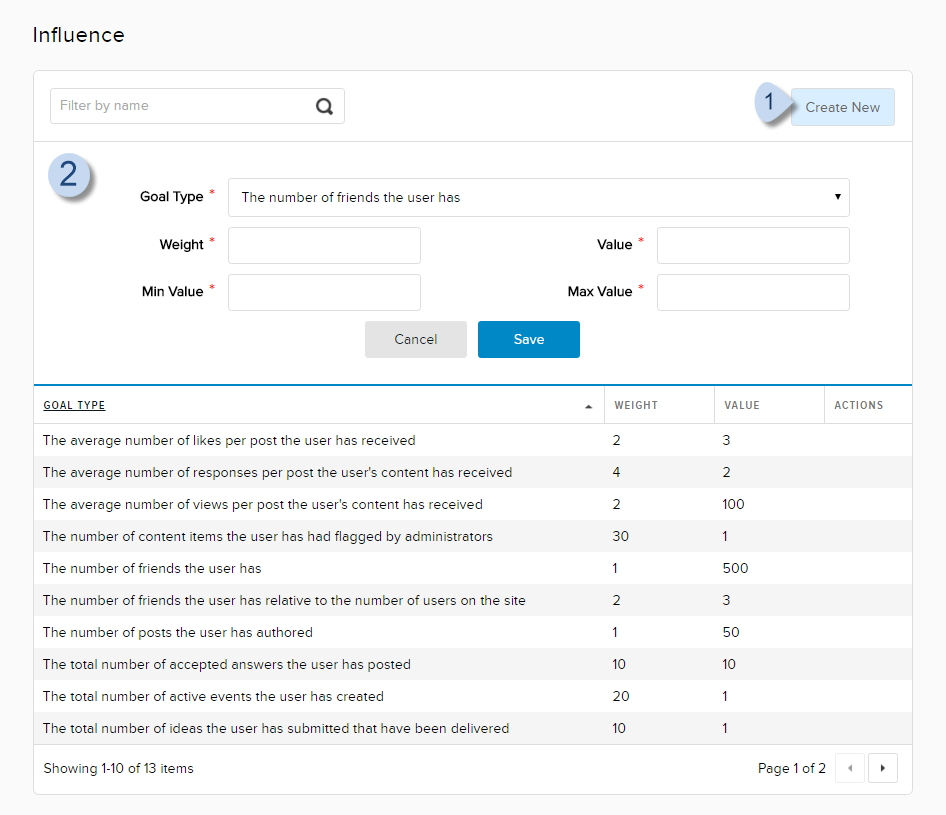 Influence
Filter by name
1 Create New
2
Goal Type * The number of friends the user has
Weight * Value *
Min Value * Max Value *
Cancel Save
GOAL TYPE WEIGHT VALUE ACTIONS
The average number of likes per post the user has received 2 3
The average number of responses per post the user's content has received 4 2
The average number of views per post the user's content has received 2 100
The number of content items the user has had flagged by administrators 30 1
The number of friends the user has 1 500
The number of friends the user has relative to the number of users on the site 2 3
The number of posts the user has authored 1 50
The total number of accepted answers the user has posted 10 10
The total number of active events the user has created 20 1
The total number of ideas the user has submitted that have been delivered 10 1
Showing 1-10 of 13 items Page 1 of 2